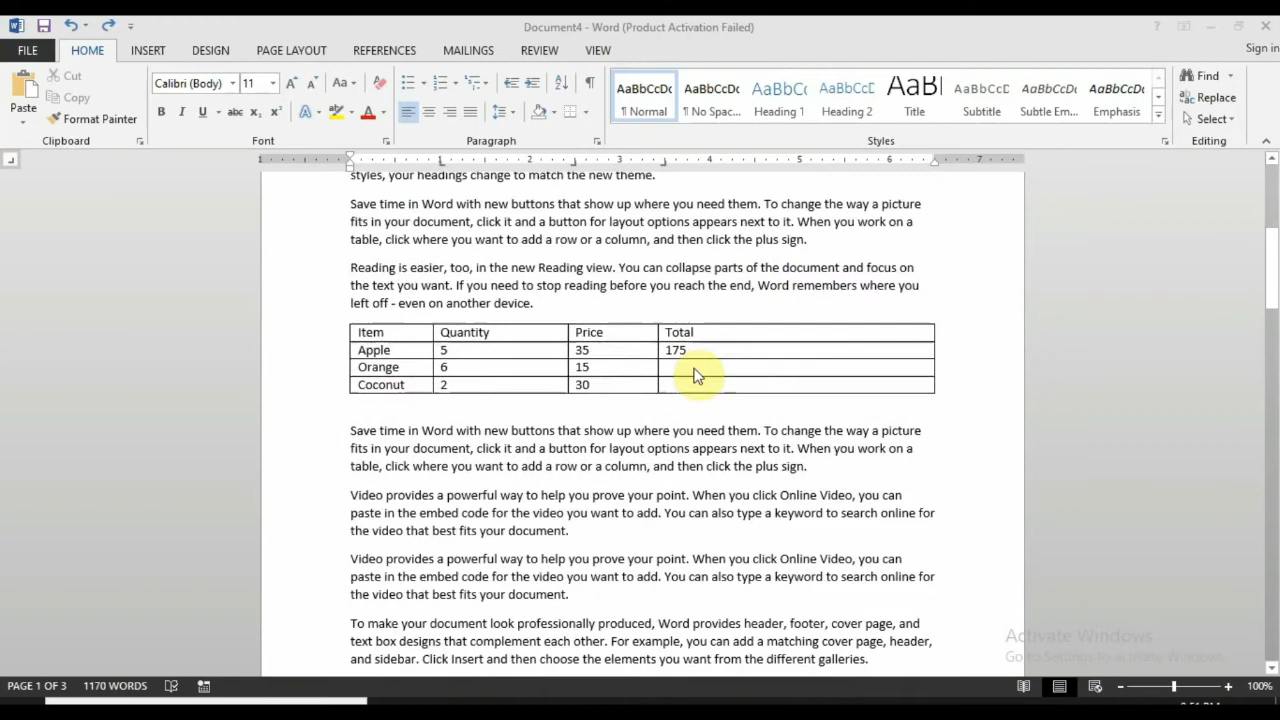 Document4 - Word (Product Activation Failed)
FILE HOME INSERT DESIGN PAGE LAYOUT REFERENCES MAILINGS REVIEW VIEW Sign in
Paste
Cut
Copy
Format Painter
Calibri (Body) 11
AaBbCcDc AaBbCcDc AaBbCc AaBbCcE AaBl AaBbCcD AaBbCcDc AaBbCcDc
¶ Normal ¶ No Spac... Heading 1 Heading 2 Title Subtitle Subtle Em... Emphasis
Find
Replace
Select
Clipboard Font Paragraph Styles Editing
1 1 2 3 4 5 6 7
styles, your headings change to match the new theme.
Save time in Word with new buttons that show up where you need them. To change the way a picture
fits in your document, click it and a button for layout options appears next to it. When you work on a
table, click where you want to add a row or a column, and then click the plus sign.
Reading is easier, too, in the new Reading view. You can collapse parts of the document and focus on
the text you want. If you need to stop reading before you reach the end, Word remembers where you
left off - even on another device.
Item Quantity Price Total
Apple 5 35 175
Orange 6 15
Coconut 2 30
Save time in Word with new buttons that show up where you need them. To change the way a picture
fits in your document, click it and a button for layout options appears next to it. When you work on a
table, click where you want to add a row or a column, and then click the plus sign.
Video provides a powerful way to help you prove your point. When you click Online Video, you can
paste in the embed code for the video you want to add. You can also type a keyword to search online for
the video that best fits your document.
Video provides a powerful way to help you prove your point. When you click Online Video, you can
paste in the embed code for the video you want to add. You can also type a keyword to search online for
the video that best fits your document.
To make your document look professionally produced, Word provides header, footer, cover page, and
text box designs that complement each other. For example, you can add a matching cover page, header,
and sidebar. Click Insert and then choose the elements you want from the different galleries.
Activate Windows
Go to Settings to activate Windows.
PAGE 1 OF 3 1170 WORDS 100%